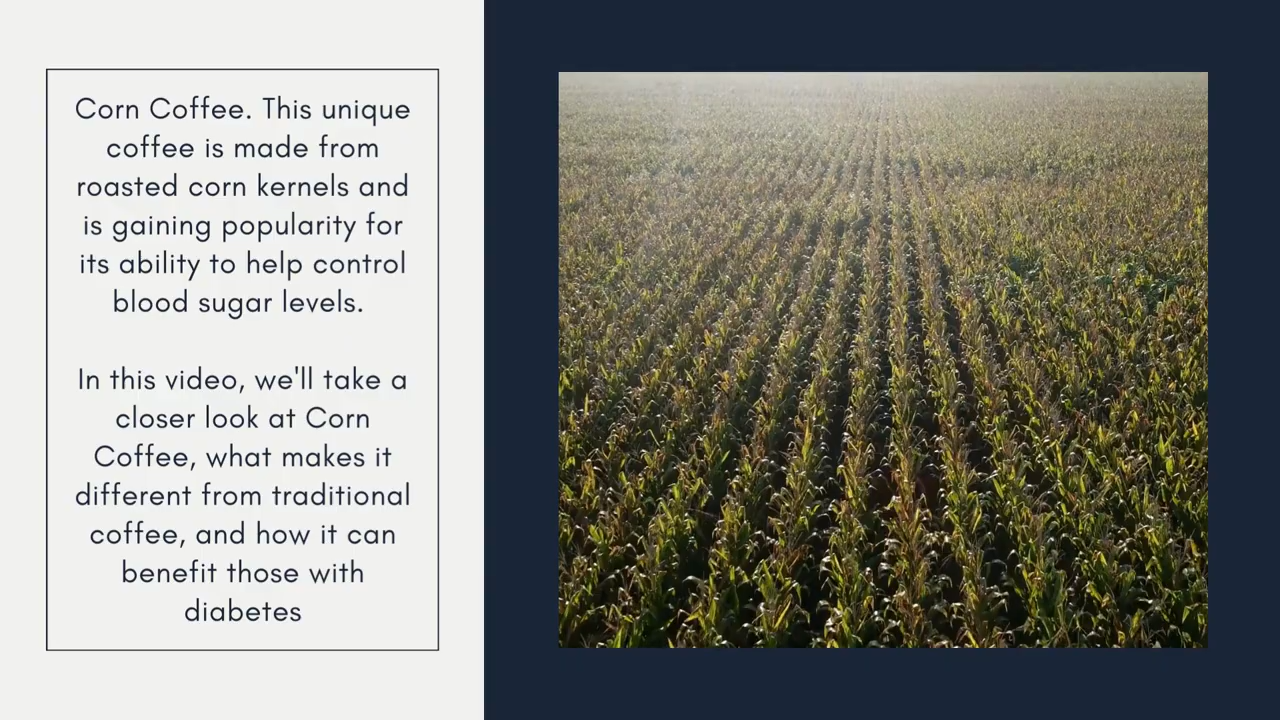 Corn Coffee. This unique
coffee is made from
roasted corn kernels and
is gaining popularity for
its ability to help control
blood sugar levels.
In this video, we'll take a
closer look at Corn
Coffee, what makes it
different from traditional
coffee, and how it can
benefit those with
diabetes